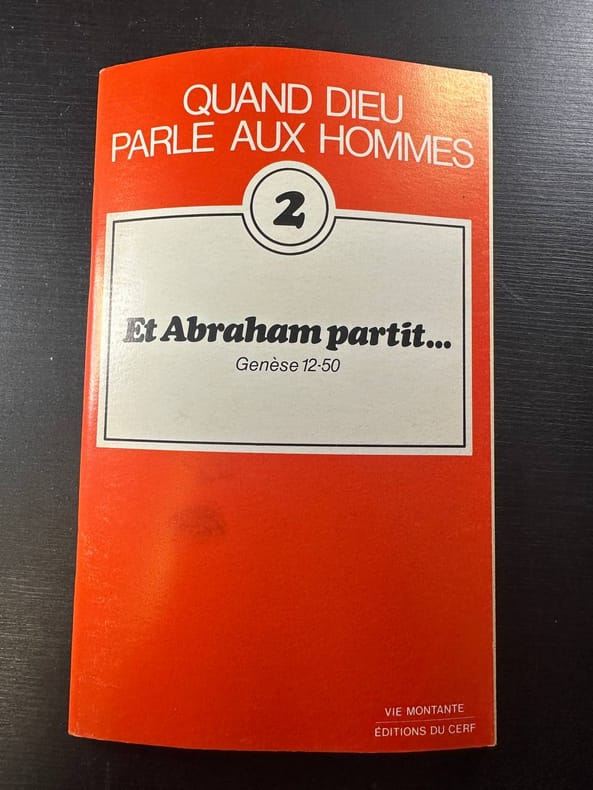 QUAND DIEU
PARLE AUX HOMMES
2
Et Abraham partit...
Genèse 12-50
VIE MONTANTE
ÉDITIONS DU CERF